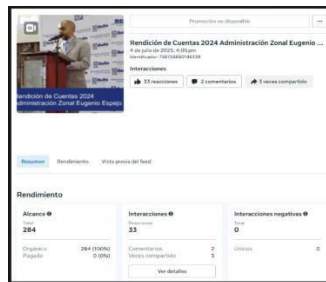 Promoción no disponible
Rendición de Cuentas 2024 Administración Zonal Eugenio ...
4 de julio de 2025, 4:05 pm
Interacciones
33 reacciones
2 comentarios
3 veces compartido
Quito
Rendición de Cuentas 2024
Administración Zonal Eugenio Espejo
Resumen
Rendimiento
Vista previa del feed
Rendimiento
Alcance
Total
284
Orgánico 284 (100%)
Pagado 0 (0%)
Interacciones
Reacciones
33
Comentarios 2
Veces compartido 3
Ver detalles
Interacciones negativas
Total
0
Únicas 0